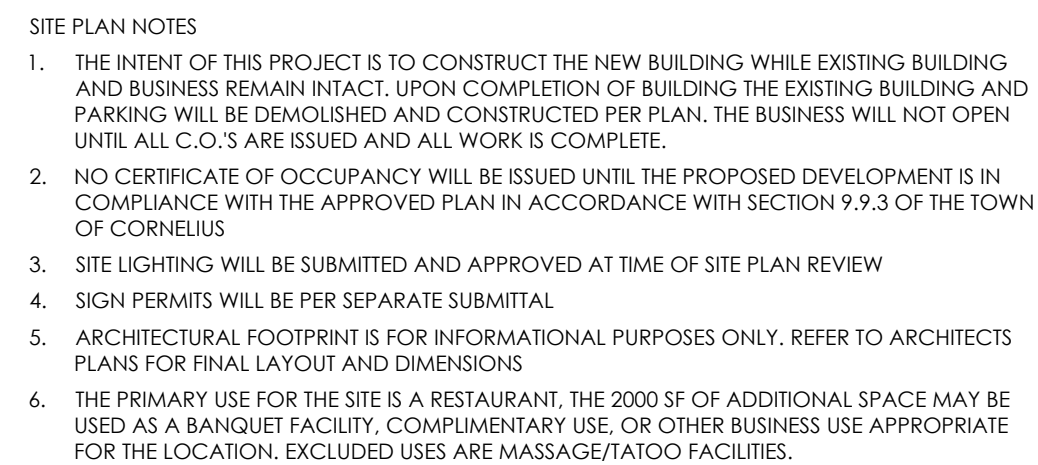 SITE PLAN NOTES
1. THE INTENT OF THIS PROJECT IS TO CONSTRUCT THE NEW BUILDING WHILE EXISTING BUILDING
AND BUSINESS REMAIN INTACT. UPON COMPLETION OF BUILDING THE EXISTING BUILDING AND
PARKING WILL BE DEMOLISHED AND CONSTRUCTED PER PLAN. THE BUSINESS WILL NOT OPEN
UNTIL ALL C.O.'S ARE ISSUED AND ALL WORK IS COMPLETE.
2. NO CERTIFICATE OF OCCUPANCY WILL BE ISSUED UNTIL THE PROPOSED DEVELOPMENT IS IN
COMPLIANCE WITH THE APPROVED PLAN IN ACCORDANCE WITH SECTION 9.9.3 OF THE TOWN
OF CORNELIUS
3. SITE LIGHTING WILL BE SUBMITTED AND APPROVED AT TIME OF SITE PLAN REVIEW
4. SIGN PERMITS WILL BE PER SEPARATE SUBMITTAL
5. ARCHITECTURAL FOOTPRINT IS FOR INFORMATIONAL PURPOSES ONLY. REFER TO ARCHITECTS
PLANS FOR FINAL LAYOUT AND DIMENSIONS
6. THE PRIMARY USE FOR THE SITE IS A RESTAURANT, THE 2000 SF OF ADDITIONAL SPACE MAY BE
USED AS A BANQUET FACILITY, COMPLIMENTARY USE, OR OTHER BUSINESS USE APPROPRIATE
FOR THE LOCATION. EXCLUDED USES ARE MASSAGE/TATOO FACILITIES.